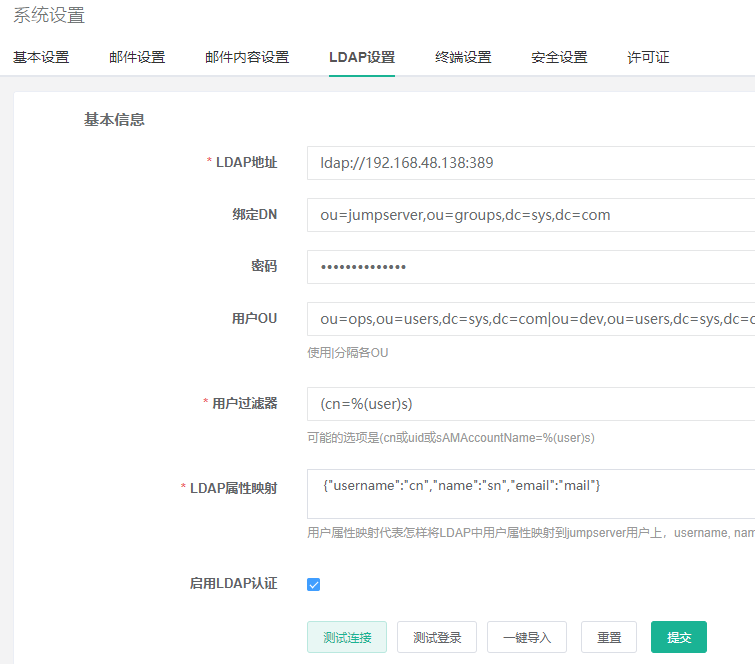 系统设置
基本设置 邮件设置 邮件内容设置 LDAP设置 终端设置 安全设置 许可证
基本信息
* LDAP地址 ldap://192.168.48.138:389
绑定DN ou=jumpserver,ou=groups,dc=sys,dc=com
密码 ••••••••••••••
用户OU ou=ops,ou=users,dc=sys,dc=com|ou=dev,ou=users,dc=sys,dc=c
使用|分隔各OU
* 用户过滤器 (cn=%(user)s)
可能的选项是(cn或uid或sAMAccountName=%(user)s)
* LDAP属性映射 {"username":"cn","name":"sn","email":"mail"}
用户属性映射代表怎样将LDAP中用户属性映射到jumpserver用户上，username, nam
启用LDAP认证
测试连接 测试登录 一键导入 重置 提交